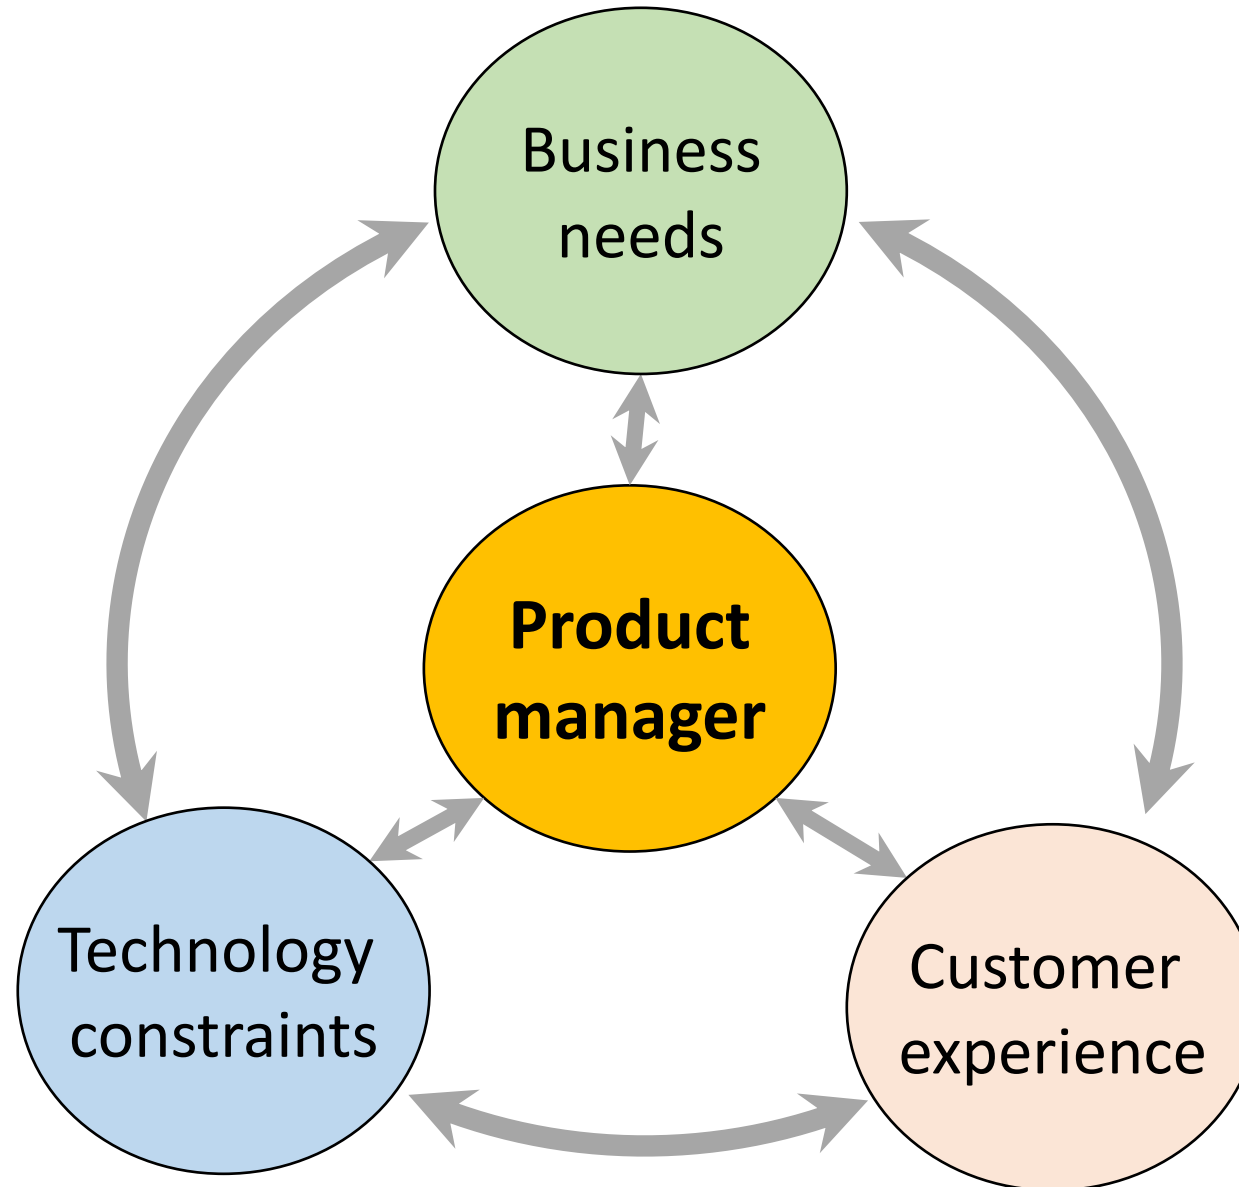 Business
needs
Product
manager
Technology
constraints
Customer
experience